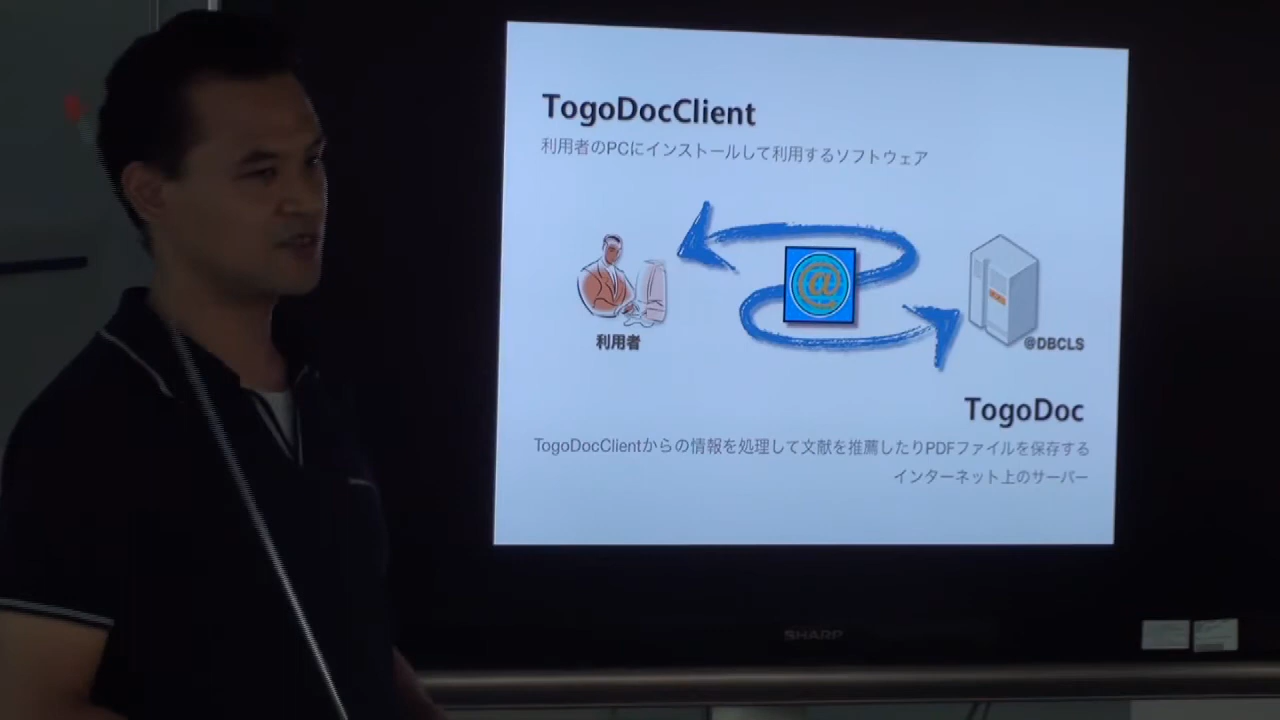 TogoDocClient
利用者のPCにインストールして利用するソフトウェア
@
利用者
@DBCLS
TogoDoc
TogoDocClientからの情報を処理して文献を推薦したりPDFファイルを保存する
インターネット上のサーバー
SHARP